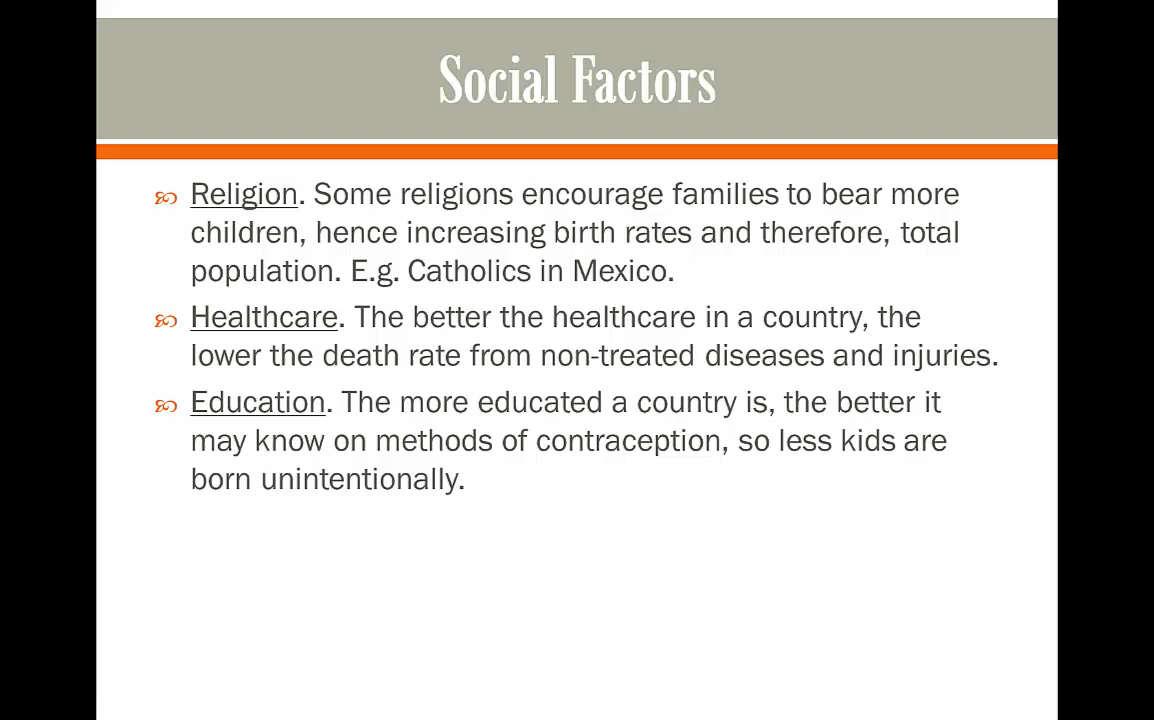 Social Factors
Religion. Some religions encourage families to bear more
children, hence increasing birth rates and therefore, total
population. E.g. Catholics in Mexico.
Healthcare. The better the healthcare in a country, the
lower the death rate from non-treated diseases and injuries.
Education. The more educated a country is, the better it
may know on methods of contraception, so less kids are
born unintentionally.